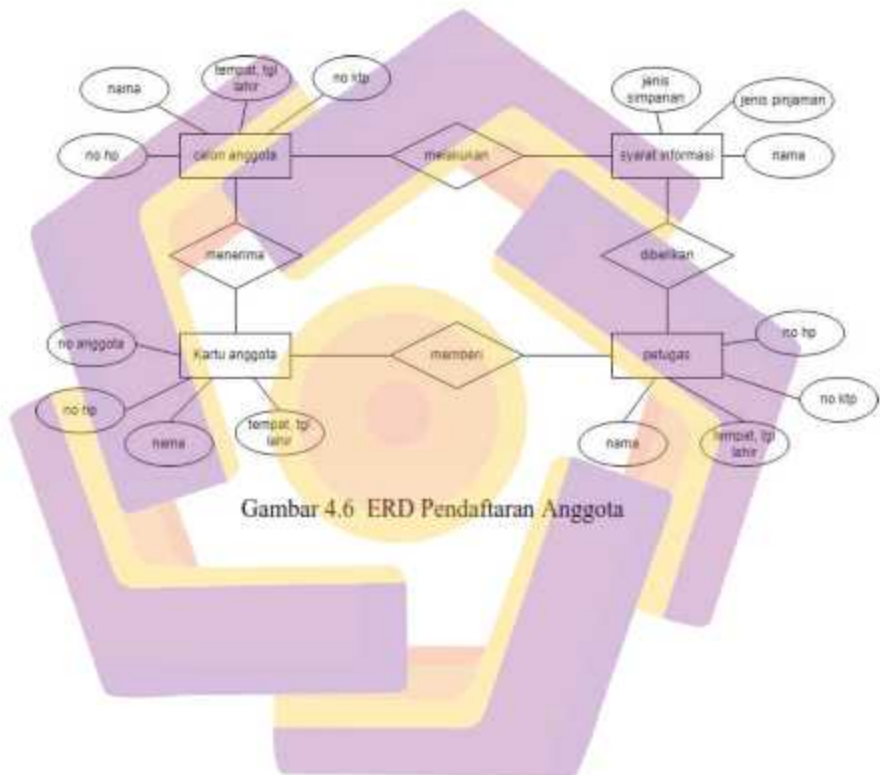 tempat, tgl
lahir
no ktp
nama
no hp
calon anggota
melakukan
jenis
simpanan
jenis pinjaman
syarat informasi
nama
menerima
diberikan
no anggota
Kartu anggota
no hp
nama
tempat, tgl
lahir
memberi
petugas
no hp
no ktp
nama
tempat, tgl
lahir
Gambar 4.6 ERD Pendaftaran Anggota